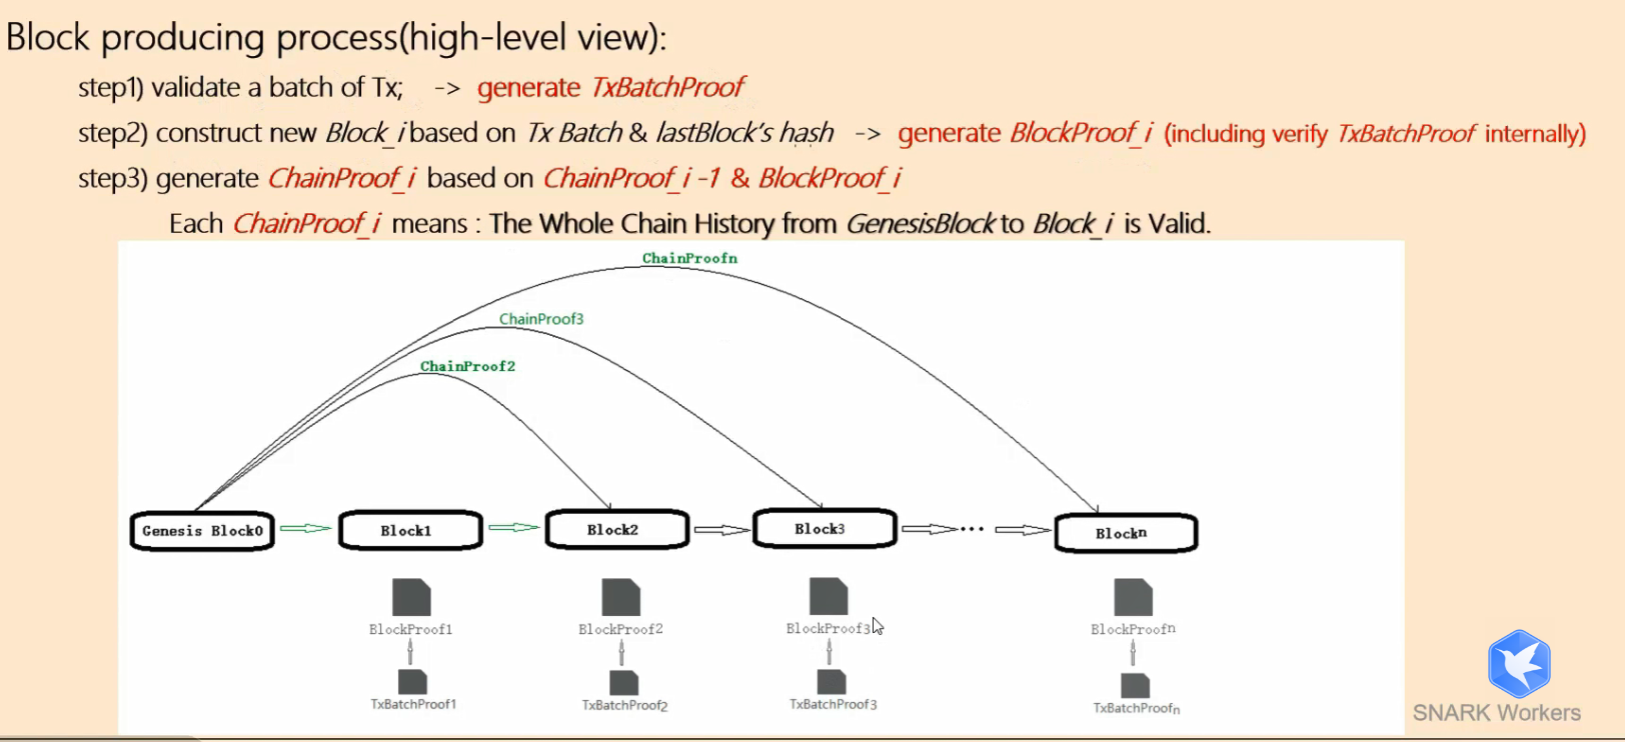 Block producing process(high-level view):
step1) validate a batch of Tx; -> generate TxBatchProof
step2) construct new Block_i based on Tx Batch & lastBlock's hash -> generate BlockProof_i (including verify TxBatchProof internally)
step3) generate ChainProof_i based on ChainProof_i -1 & BlockProof_i
Each ChainProof_i means : The Whole Chain History from GenesisBlock to Block_i is Valid.
ChainProofn
ChainProof3
ChainProof2
Genesis Block0 Block1 Block2 Block3 ... Blockn
BlockProof1 BlockProof2 BlockProof3 BlockProofn
TxBatchProof1 TxBatchProof2 TxBatchProof3 TxBatchProofn
SNARK Workers